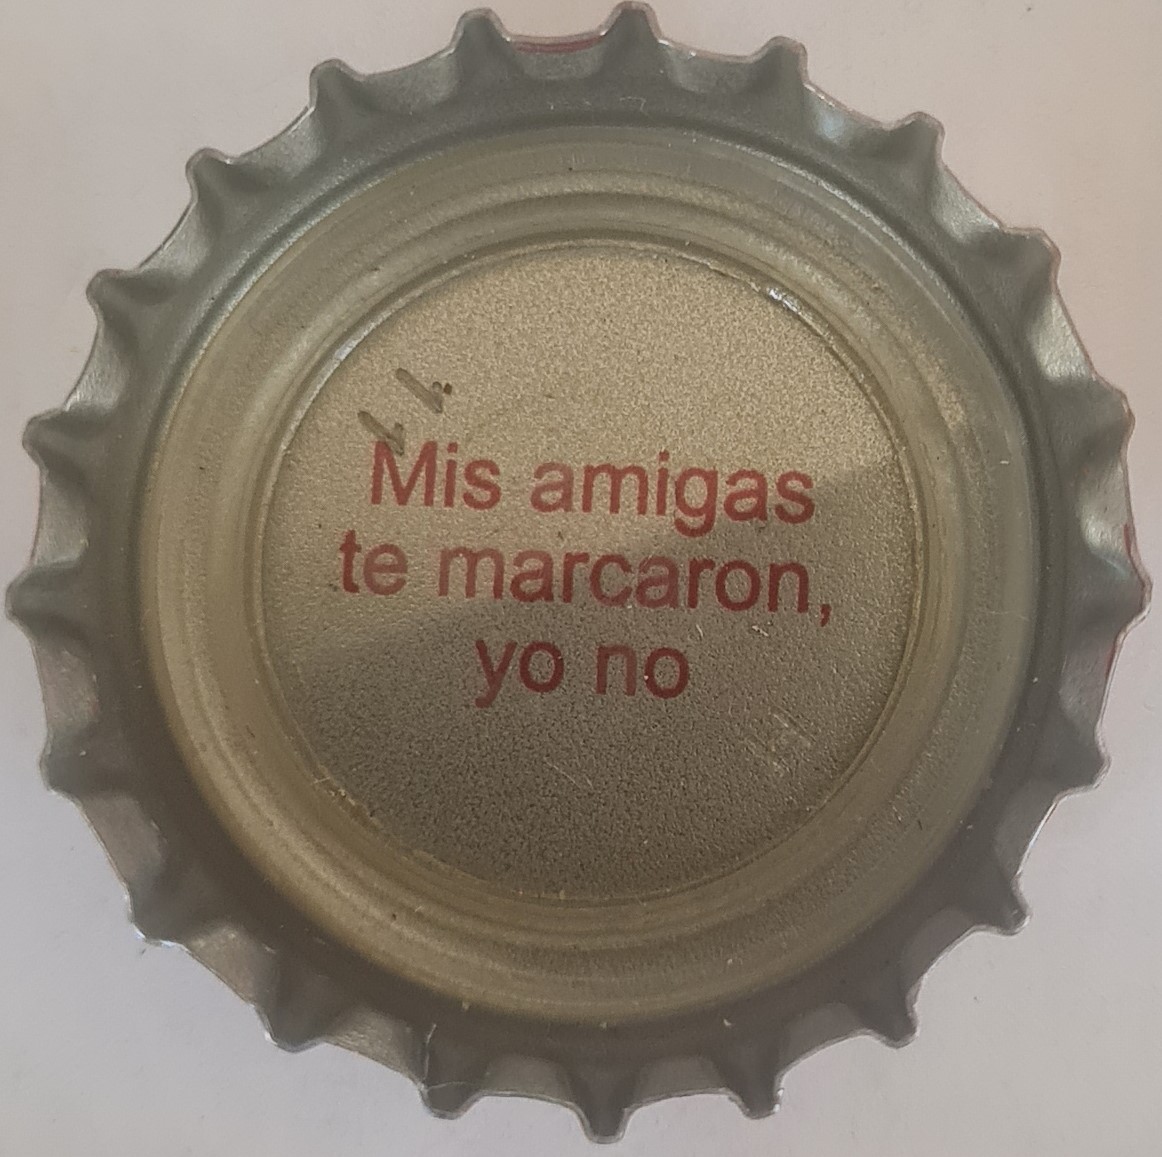 Mis amigas
te marcaron,
yo no